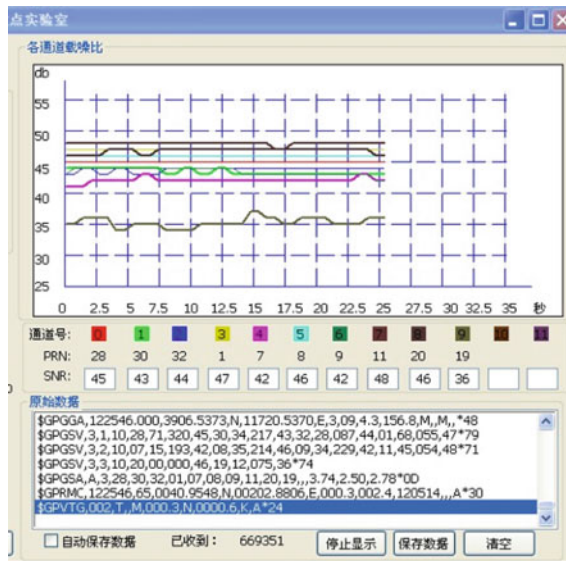 点实验室
各通道载噪比
db
55
50
45
40
35
30
25
0 2.5 5 7.5 10 12.5 15 17.5 20 22.5 25 27.5 30 32.5 35 秒
通道号: 0 1 2 3 4 5 6 7 8 9 10 11
PRN: 28 30 32 1 7 8 9 11 20 19
SNR: 45 43 44 47 42 46 42 48 46 36
原始数据
$GPGGA,122546.000,3906.5373,N,11720.5370,E,3,09,4.3,156.8,M,,M,,*48
$GPGSV,3,1,10,28,71,320,45,30,34,217,43,32,28,087,44,01,68,055,47*79
$GPGSV,3,2,10,07,15,193,42,08,35,214,46,09,34,229,42,11,45,054,48*71
$GPGSV,3,3,10,20,00,000,46,19,12,075,36*74
$GPGSA,A,3,28,30,32,01,07,08,09,11,20,19,,,3.74,2.50,2.78*0D
$GPRMC,122546,65,0040.9548,N,00202.8806,E,000.3,002.4,120514,,,A*30
$GPVTG,002,T,,M,000.3,N,0000.6,K,A*24
自动保存数据 已收到: 669351 停止显示 保存数据 清空